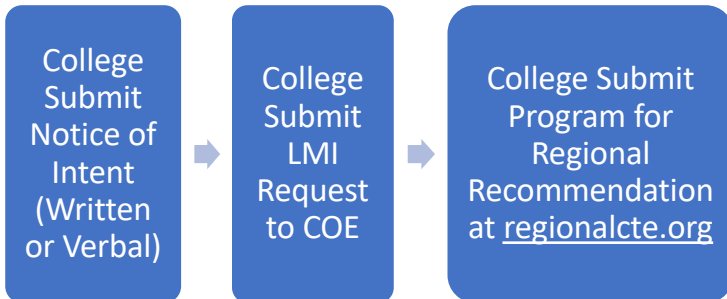 College
Submit
Notice of
Intent
(Written
or Verbal)
College
Submit
LMI
Request
to COE
College Submit
Program for
Regional
Recommendation
at regionalcte.org